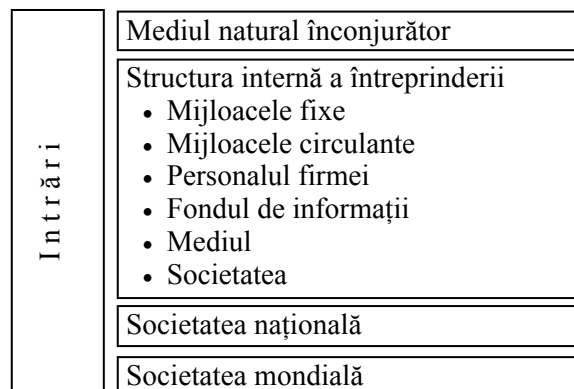 Intrări
Mediul natural înconjurător
Structura internă a întreprinderii
• Mijloacele fixe
• Mijloacele circulante
• Personalul firmei
• Fondul de informații
• Mediul
• Societatea
Societatea națională
Societatea mondială